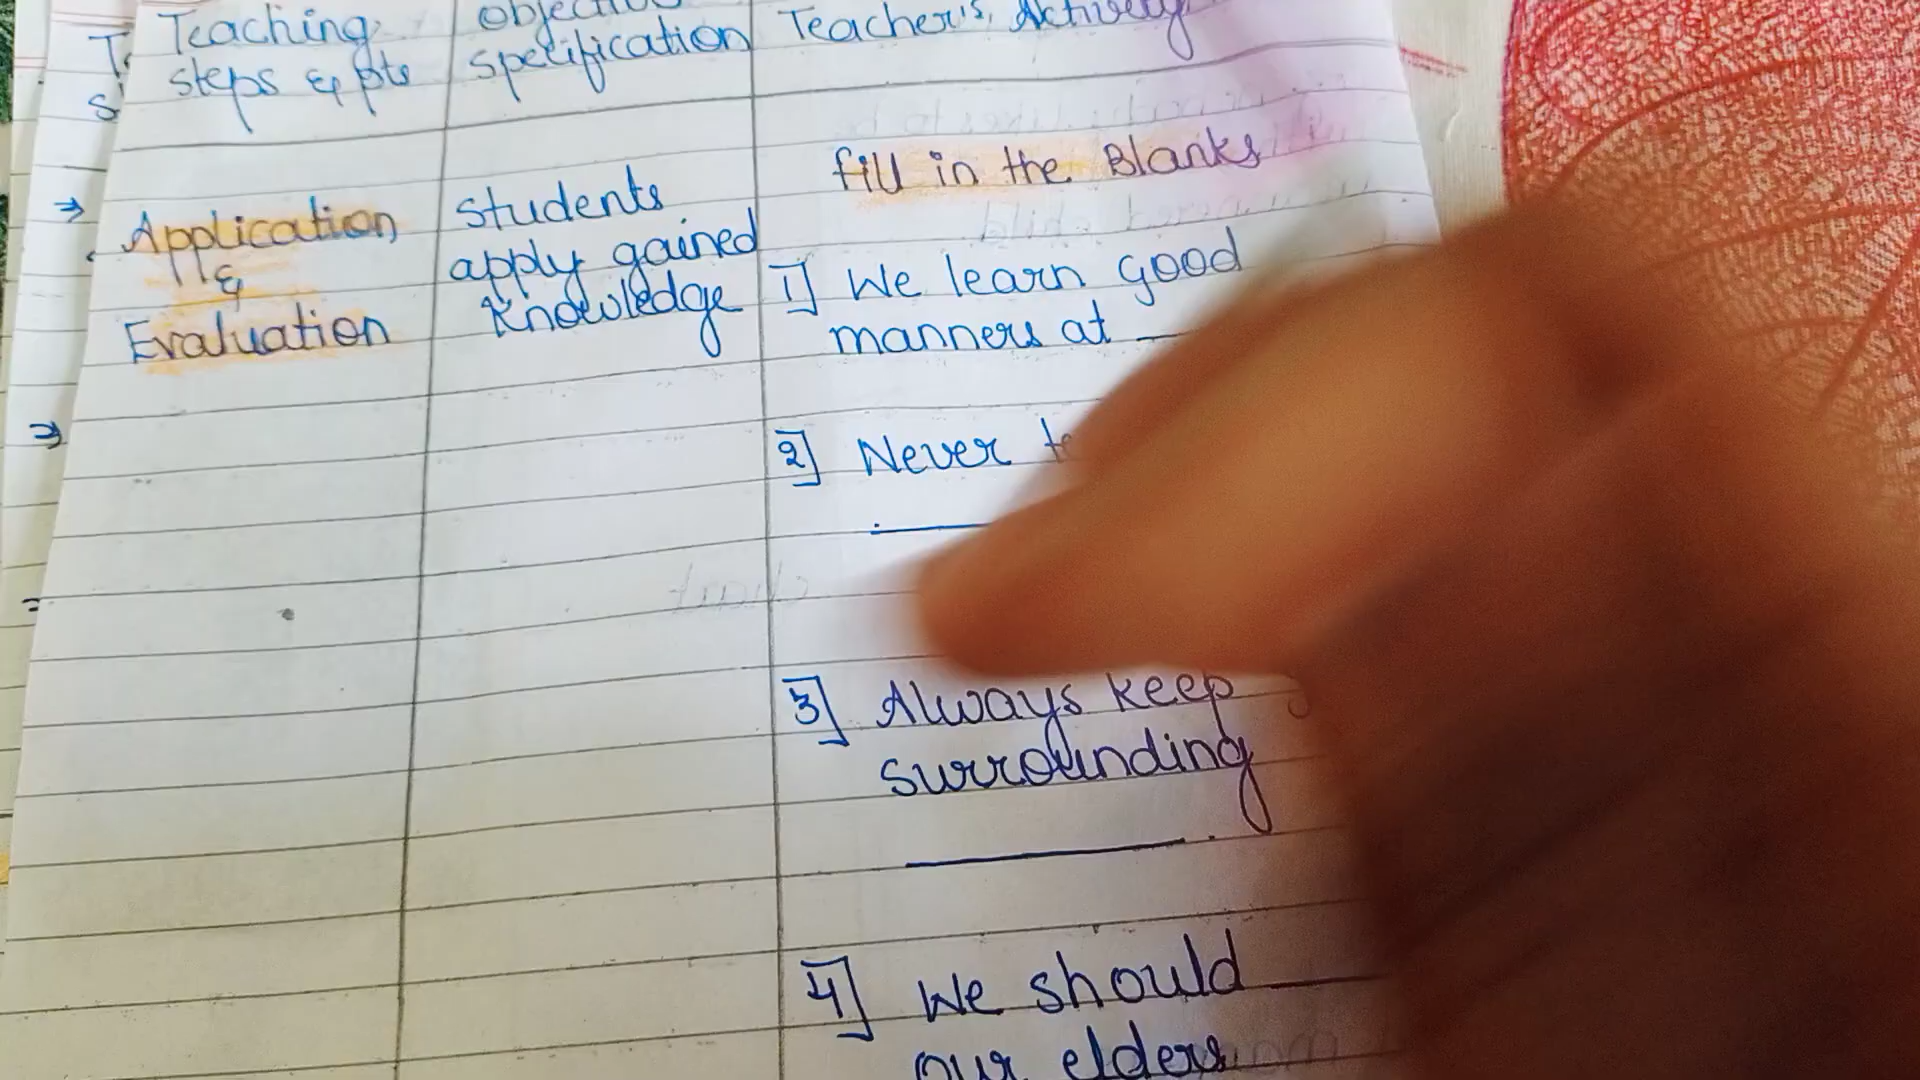 Teaching objective Teacher's Activity
steps & pts specification
fill in the Blanks
Application students
& apply gained
Evaluation knowledge
1] We learn good
manners at
2] Never
3] Always keep
surrounding
4] We should
our elders